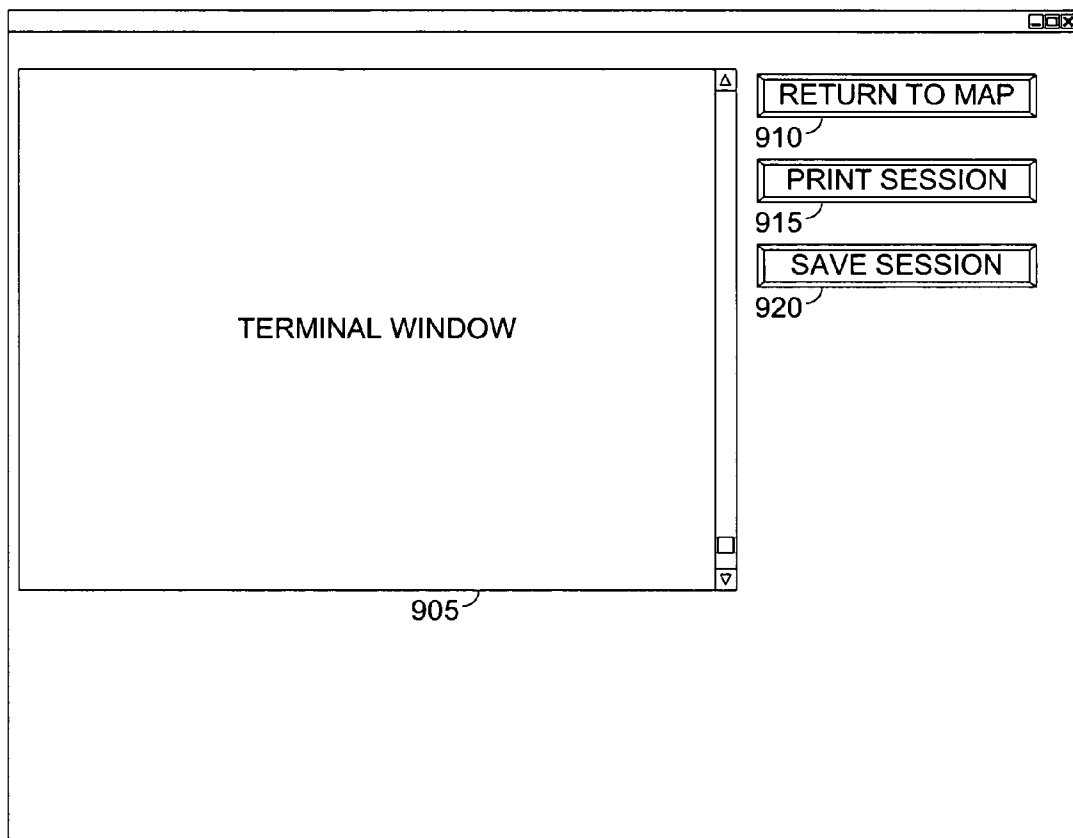 RETURN TO MAP
910
PRINT SESSION
915
SAVE SESSION
920
TERMINAL WINDOW
905